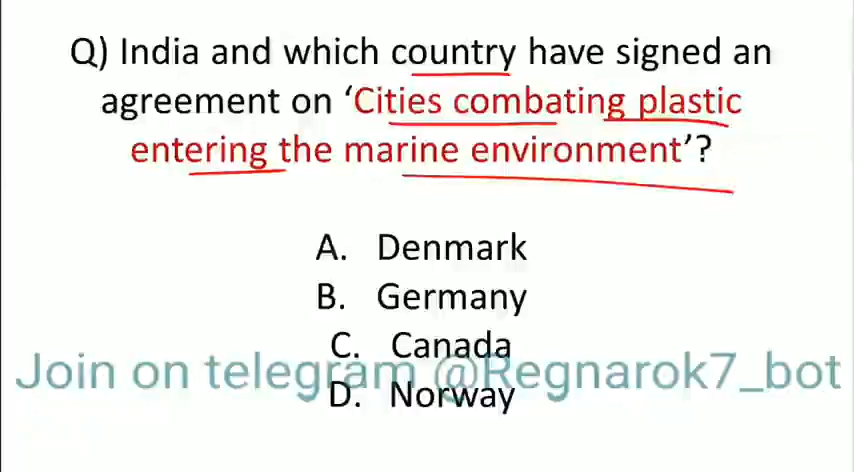 Q) India and which country have signed an
agreement on ‘Cities combating plastic
entering the marine environment’?
A. Denmark
B. Germany
C. Canada
Join on telegram @Regnarok7_bot
D. Norway